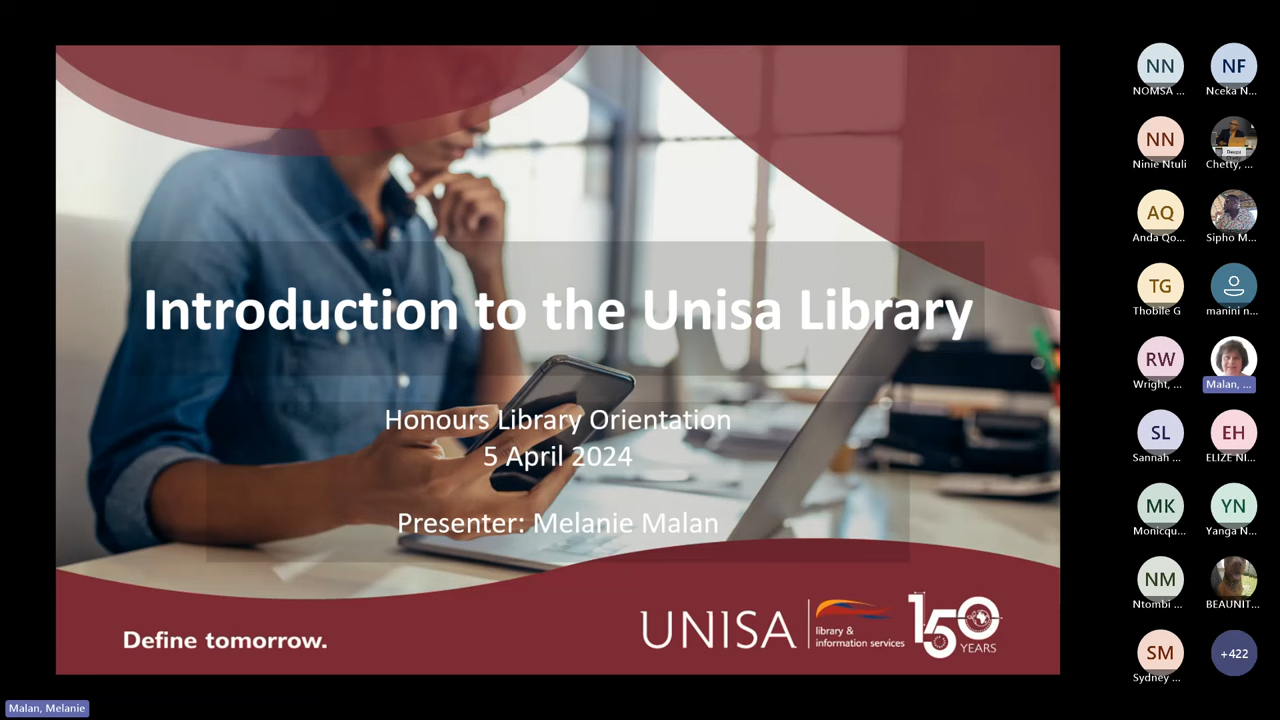 Introduction to the Unisa Library
Honours Library Orientation
5 April 2024
Presenter: Melanie Malan
Define tomorrow.
UNISA
library &
information services
150
YEARS
NN
NOMSA ...
NF
Nceka N...
NN
Ninie Ntuli
Chetty, ...
AQ
Anda Qo...
Sipho M...
TG
Thobile G
manini n...
RW
Wright, ...
Malan, ...
SL
Sannah ...
EH
ELIZE NI...
MK
Monicqu...
YN
Yanga N...
NM
Ntombi ...
BEAUNIT...
SM
Sydney ...
+422
Malan, Melanie